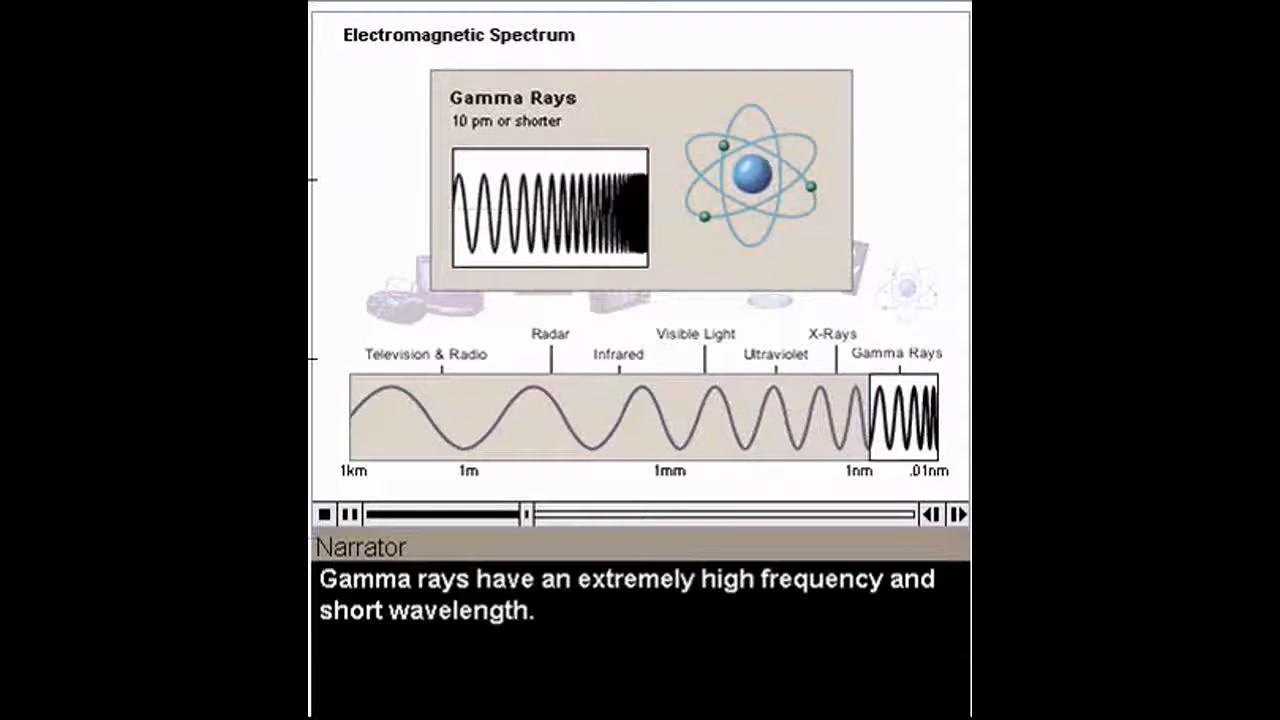 Electromagnetic Spectrum
Gamma Rays
10 pm or shorter
Radar Visible Light X-Rays
Television & Radio Infrared Ultraviolet Gamma Rays
1km 1m 1mm 1nm .01nm
Narrator
Gamma rays have an extremely high frequency and
short wavelength.